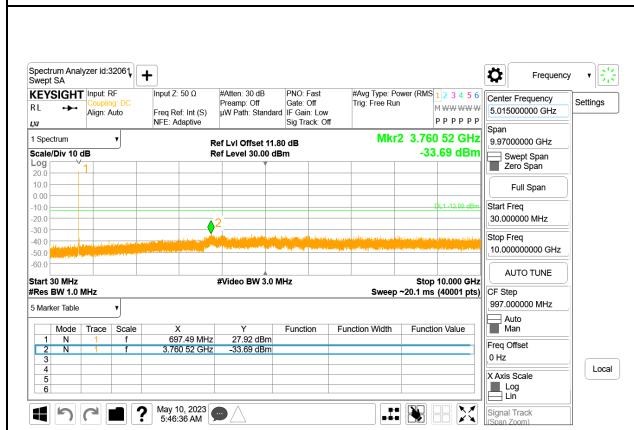 Spectrum Analyzer id:32061
Swept SA
+
Frequency
KEYSIGHT
RL
Input: RF
Coupling: DC
Align: Auto
Input Z: 50 Ω
Freq Ref: Int (S)
NFE: Adaptive
#Atten: 30 dB
Preamp: Off
µW Path: Standard
PNO: Fast
Gate: Off
IF Gain: Low
Sig Track: Off
#Avg Type: Power (RMS
Trig: Free Run
1 2 3 4 5 6
M W W W W W
P P P P P P
Center Frequency
5.015000000 GHz
Settings
Span
9.97000000 GHz
Swept Span
Zero Span
Full Span
Start Freq
30.000000 MHz
Stop Freq
10.00000000 GHz
AUTO TUNE
CF Step
997.000000 MHz
Auto
Man
Freq Offset
0 Hz
X Axis Scale
Log
Lin
Signal Track
(Span Zoom)
Local
1 Spectrum
Scale/Div 10 dB
Log
Ref Lvl Offset 11.80 dB
Ref Level 30.00 dBm
Mkr2 3.760 52 GHz
-33.69 dBm
1
20.0
10.0
0.00
-10.0
DL1 -13.00 dBm
-20.0
2
-30.0
-40.0
-50.0
-60.0
Start 30 MHz
#Video BW 3.0 MHz
Stop 10.000 GHz
#Res BW 1.0 MHz
Sweep ~20.1 ms (40001 pts)
5 Marker Table
Mode Trace Scale X Y Function Function Width Function Value
1 N 1 f 697.49 MHz 27.92 dBm
2 N 1 f 3.760 52 GHz -33.69 dBm
3
4
5
6
?
May 10, 2023
5:46:36 AM